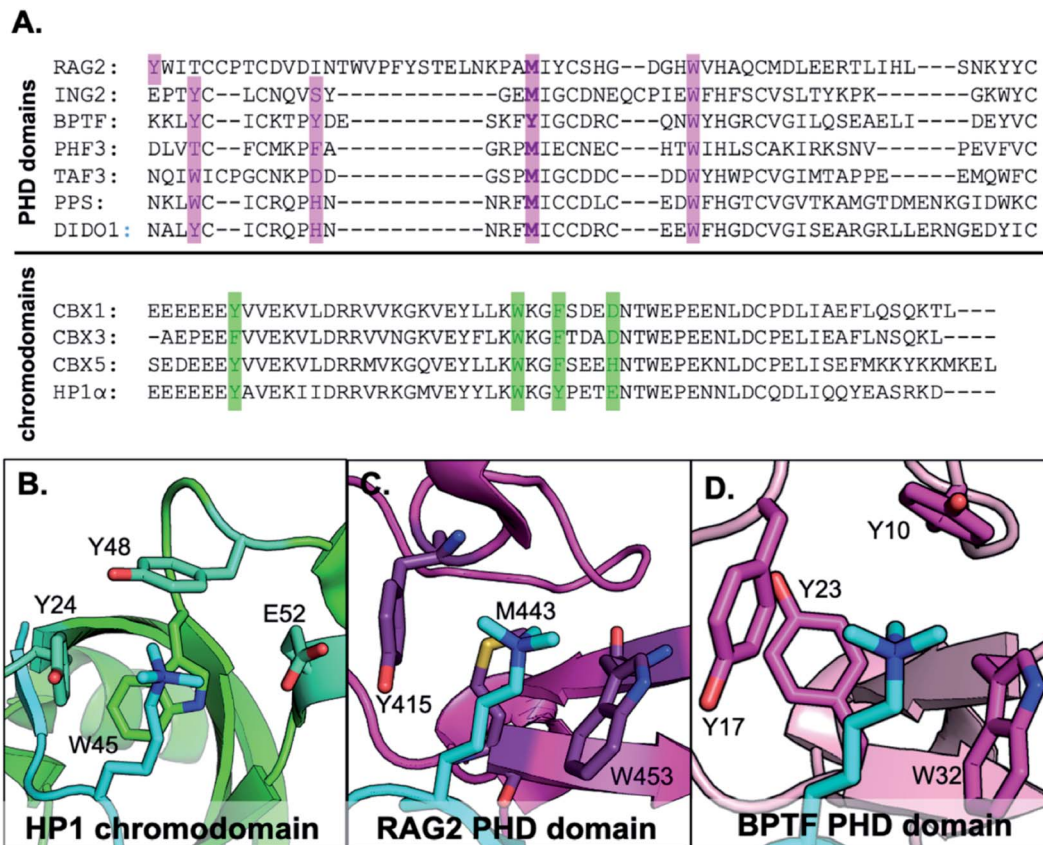 A.
PHD domains
RAG2: YWITCCPTCDVDINTWVPFYSTELNKPAMIYCSHG--DGHWVHAQCMDLEERTLIHL---SNKYYC
ING2: EPTYC--LCNQVSY------------GEMIGCDNEQCPIEWFHFSCVSLTYKPK-------GKWYC
BPTF: KKLYC--ICKTPYDE----------SKFYIGCDRC---QNWYHGRCVGILQSEAELI----DEYVC
PHF3: DLVTC--FCMKPFA-----------GRPMIECNEC---HTWIHLSCAKIRKSNV------PEVFVC
TAF3: NQIWICPGCNKPDD-----------GSPMIGCDDC---DDWYHWPCVGIMTAPPE-----EMQWFC
PPS: NKLWC--ICRQPHN-----------NRFMICCDLC---EDWFHGTCVGVTKAMGTDMENKGIDWKC
DIDO1: NALYC--ICRQPHN-----------NRFMICCDRC---EEWFHGDCVGISEARGRLLERNGEDYIC
chromodomains
CBX1: EEEEEEYVVEKVLDRRVVKGKVEYLLKWKGFSDEDNTWEPEENLDCPDLIAEFLQSQKTL---
CBX3: -AEPEEFVVEKVLDRRVVNGKVEYFLKWKGFTDADNTWEPEENLDCPELIEAFLNSQKL----
CBX5: SEDEEEYVVEKVLDRRMVKGQVEYLLKWKGFSEEHNTWEPEKNLDCPELISEFMKKYKKMKEL
HP1α: EEEEEEYAVEKIIDRRVRKGMVEYYLKWKGYPETENTWEPEENLDCQDLIQQYEASRKD----
B.
Y48
Y24
E52
W45
HP1 chromodomain
C.
M443
Y415
W453
RAG2 PHD domain
D.
Y10
Y23
Y17
W32
BPTF PHD domain